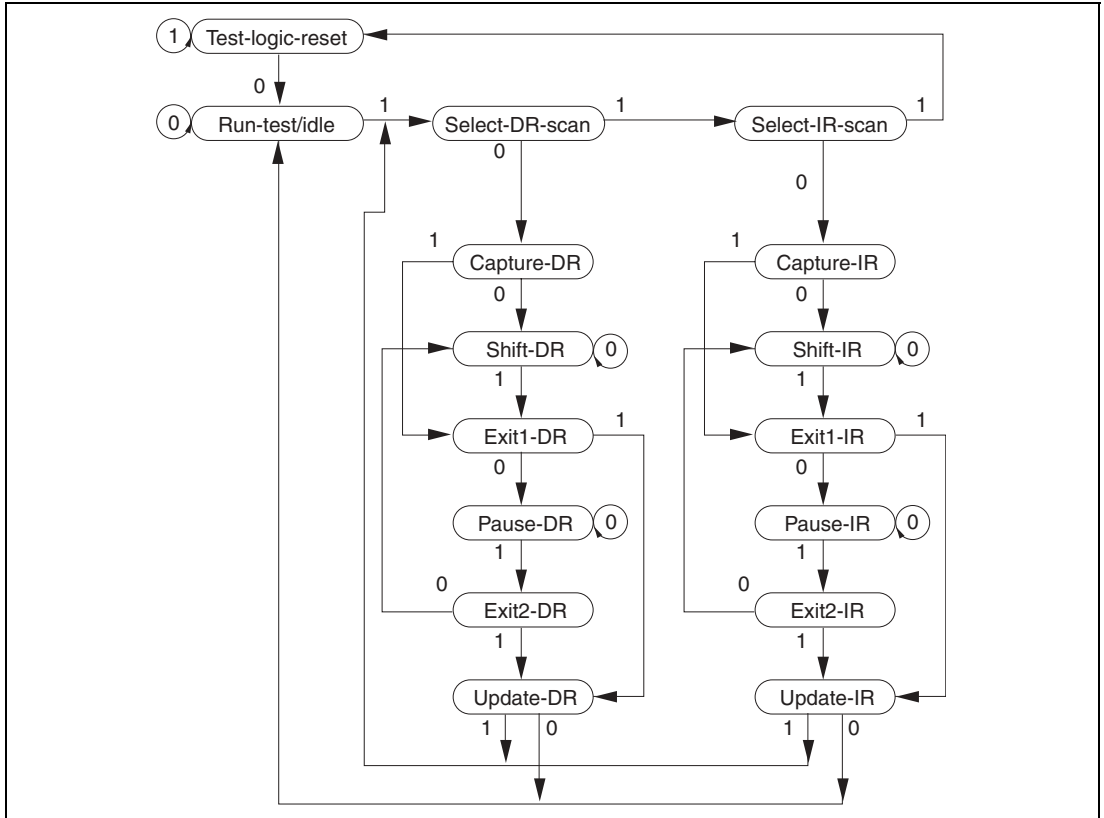 1 Test-logic-reset
0
0 Run-test/idle 1 Select-DR-scan 1 Select-IR-scan 1
0 0
1 1
Capture-DR Capture-IR
0 0
Shift-DR 0 Shift-IR 0
1 1
Exit1-DR 1 Exit1-IR 1
0 0
Pause-DR 0 Pause-IR 0
1 1
0 0
Exit2-DR Exit2-IR
1 1
Update-DR Update-IR
1 0 1 0